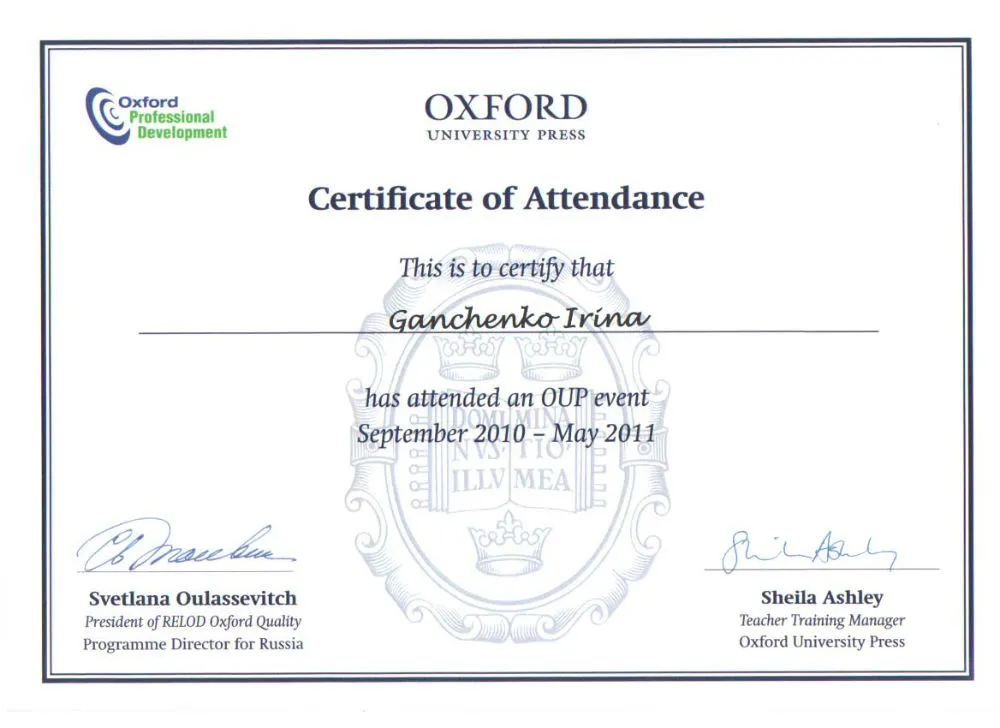 Oxford
Professional
Development
OXFORD
UNIVERSITY PRESS
Certificate of Attendance
This is to certify that
Ganchenko Irina
has attended an OUP event
September 2010 – May 2011
DOMI MINA
NVS· TIO·
ILLV MEA
Svetlana Oulassevitch
President of RELOD Oxford Quality
Programme Director for Russia
Sheila Ashley
Teacher Training Manager
Oxford University Press